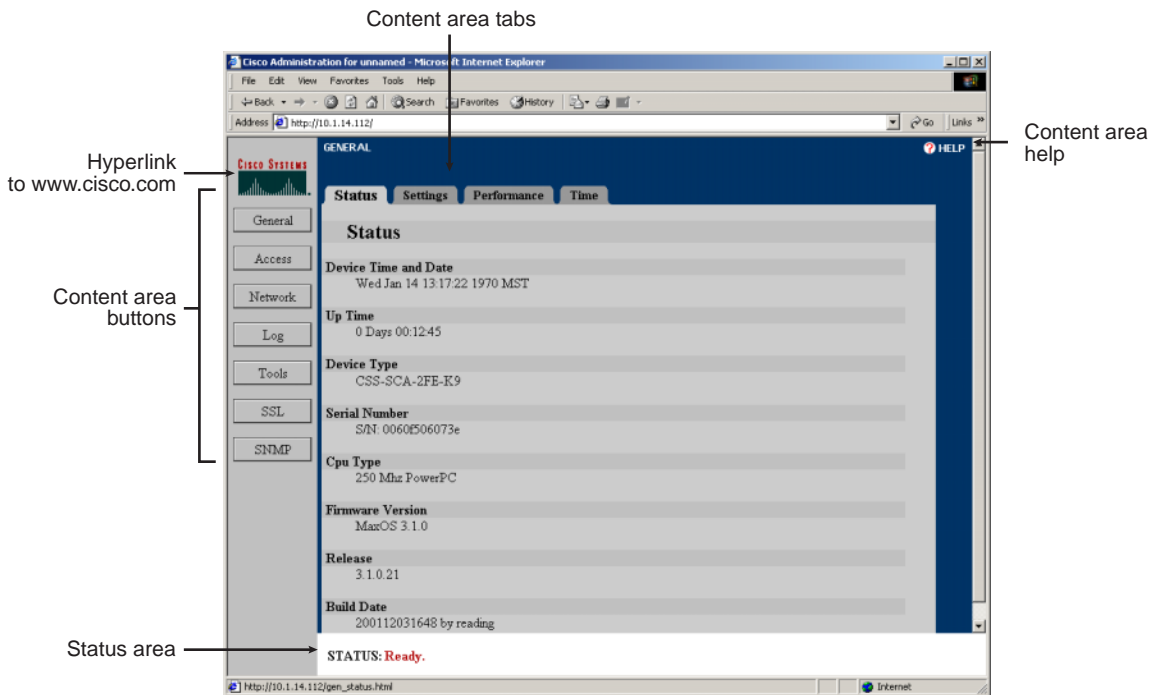 Content area tabs
Cisco Administration for unnamed - Microsoft Internet Explorer
File Edit View Favorites Tools Help
Back Search Favorites History
Address http://10.1.14.112/ Go Links »
Content area
help
Hyperlink
to www.cisco.com
CISCO SYSTEMS
GENERAL
? HELP
Status Settings Performance Time
Content area
buttons
General
Access
Network
Log
Tools
SSL
SNMP
Status
Device Time and Date
Wed Jan 14 13:17:22 1970 MST
Up Time
0 Days 00:12:45
Device Type
CSS-SCA-2FE-K9
Serial Number
S/N: 0060f506073e
Cpu Type
250 Mhz PowerPC
Firmware Version
MaxOS 3.1.0
Release
3.1.0.21
Build Date
200112031648 by reading
Status area
STATUS: Ready.
http://10.1.14.112/gen_status.html Internet